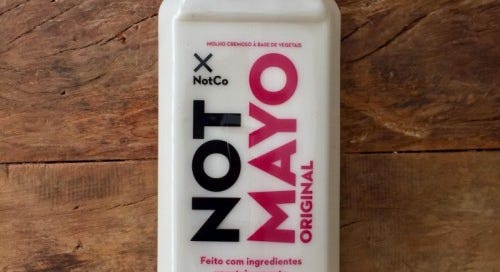 MOLHO CREMOSO À BASE DE VEGETAIS
NotCo
NOT
MAYO
ORIGINAL
Feito com ingredientes